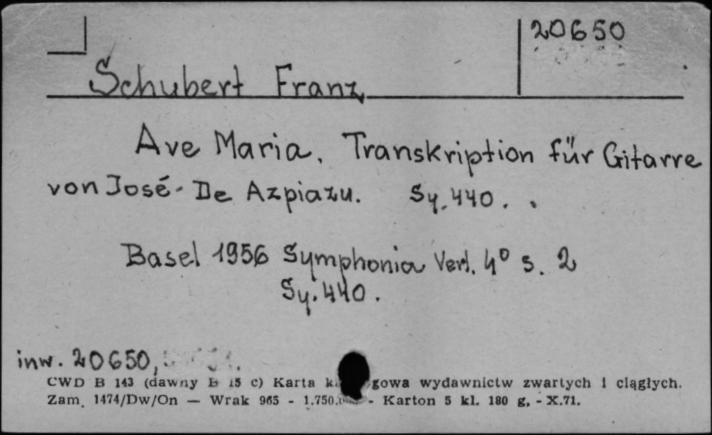 20650
Schubert Franz
Ave Maria. Transkription für Gitarre
von José De Azpiazu. Sy. 440.
Basel 1956 Symphonia Verl. 4° s. 2
Sy. 440.
inw. 20650,
CWD B 143 (dawny B 15 c) Karta gowa wydawnictw zwartych i ciągłych.
Zam. 1474/Dw/On — Wrak 965 - 1.750. - Karton 5 kl. 180 g. - X.71.